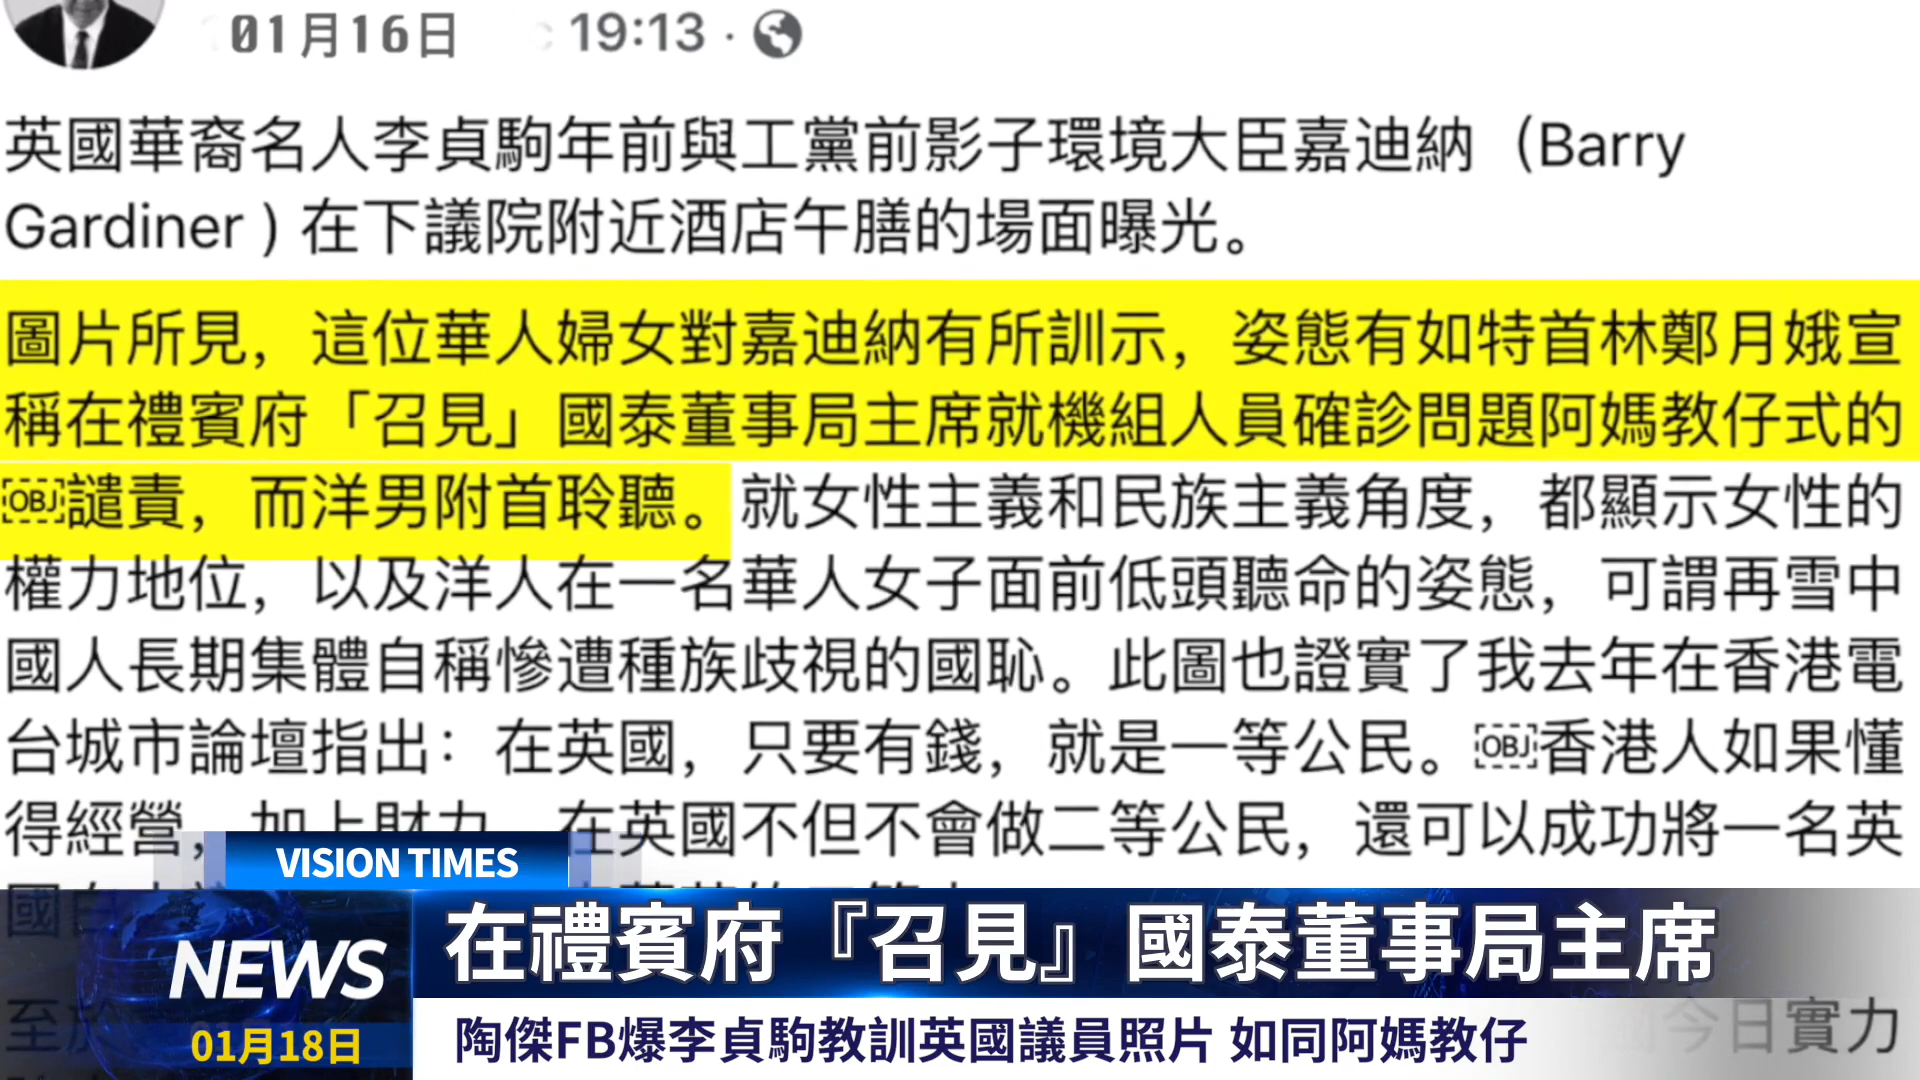 01月16日 19:13 ·
英國華裔名人李貞駒年前與工黨前影子環境大臣嘉迪納（Barry
Gardiner ) 在下議院附近酒店午膳的場面曝光。
圖片所見，這位華人婦女對嘉迪納有所訓示，姿態有如特首林鄭月娥宣
稱在禮賓府「召見」國泰董事局主席就機組人員確診問題阿媽教仔式的
OBJ譴責，而洋男附首聆聽。就女性主義和民族主義角度，都顯示女性的
權力地位，以及洋人在一名華人女子面前低頭聽命的姿態，可謂再雪中
國人長期集體自稱慘遭種族歧視的國恥。此圖也證實了我去年在香港電
台城市論壇指出：在英國，只要有錢，就是一等公民。OBJ香港人如果懂
得經營，加上財力，在英國不但不會做二等公民，還可以成功將一名英
國
VISION TIMES
在禮賓府『召見』國泰董事局主席
NEWS
至於
今日實力
01月18日
陶傑FB爆李貞駒教訓英國議員照片 如同阿媽教仔